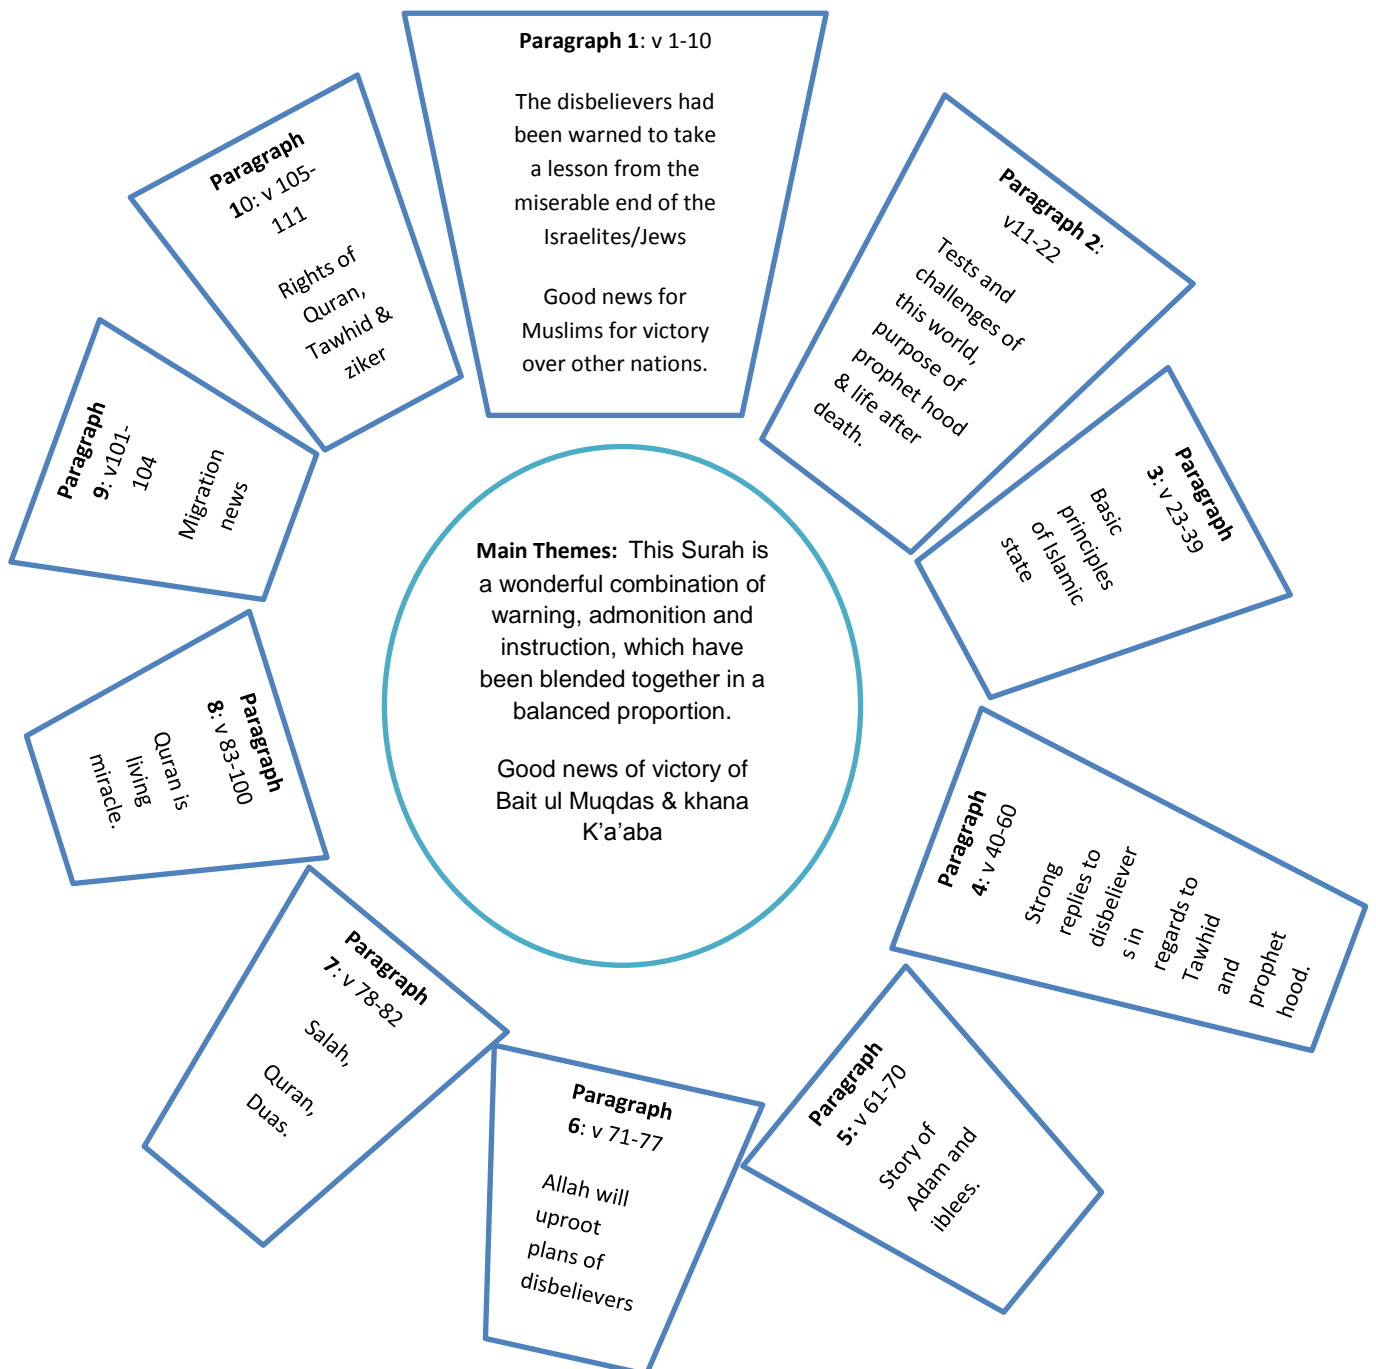 Paragraph 1: v 1-10
The disbelievers had
been warned to take
a lesson from the
miserable end of the
Israelites/Jews
Good news for
Muslims for victory
over other nations.
Paragraph 2:
v11-22
Tests and
challenges of
this world,
purpose of
prophet hood
& life after
death.
Paragraph
3: v 23-39
Basic
principles
of Islamic
state
Paragraph
4: v 40-60
Strong
replies to
disbeliever
s in
regards to
Tawhid
and
prophet
hood.
Paragraph
5: v 61-70
Story of
Adam and
iblees.
Paragraph
6: v 71-77
Allah will
uproot
plans of
disbelievers
Paragraph
7: v 78-82
Salah,
Quran,
Duas.
Paragraph
8: v 83-100
Quran is
living
miracle.
Paragraph
9: v101-
104
Migration
news
Paragraph
10: v 105-
111
Rights of
Quran,
Tawhid &
ziker
Main Themes: This Surah is
a wonderful combination of
warning, admonition and
instruction, which have
been blended together in a
balanced proportion.
Good news of victory of
Bait ul Muqdas & khana
K'a'aba